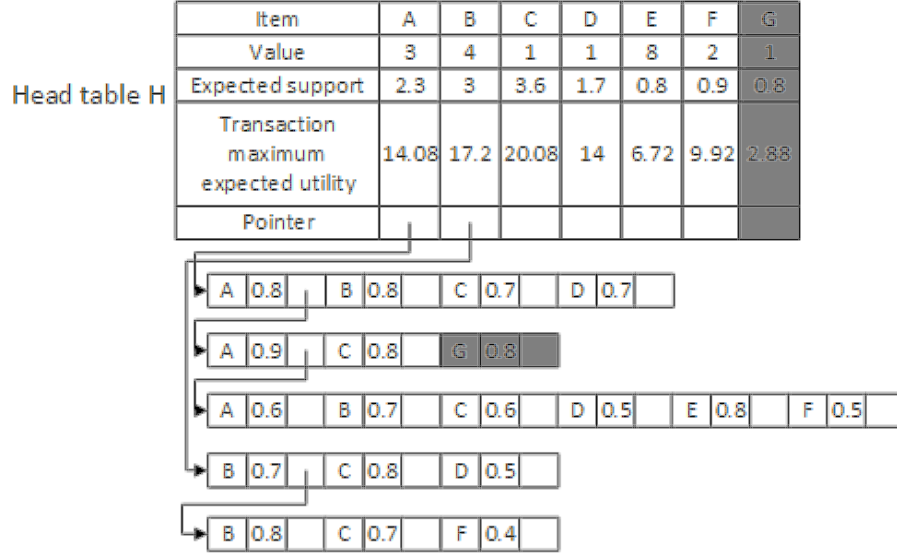 Item A B C D E F G
Value 3 4 1 1 8 2 1
Head table H
Expected support 2.3 3 3.6 1.7 0.8 0.9 0.8
Transaction
maximum
expected utility
14.08 17.2 20.08 14 6.72 9.92 2.88
Pointer
A 0.8 B 0.8 C 0.7 D 0.7
A 0.9 C 0.8 G 0.8
A 0.6 B 0.7 C 0.6 D 0.5 E 0.8 F 0.5
B 0.7 C 0.8 D 0.5
B 0.8 C 0.7 F 0.4